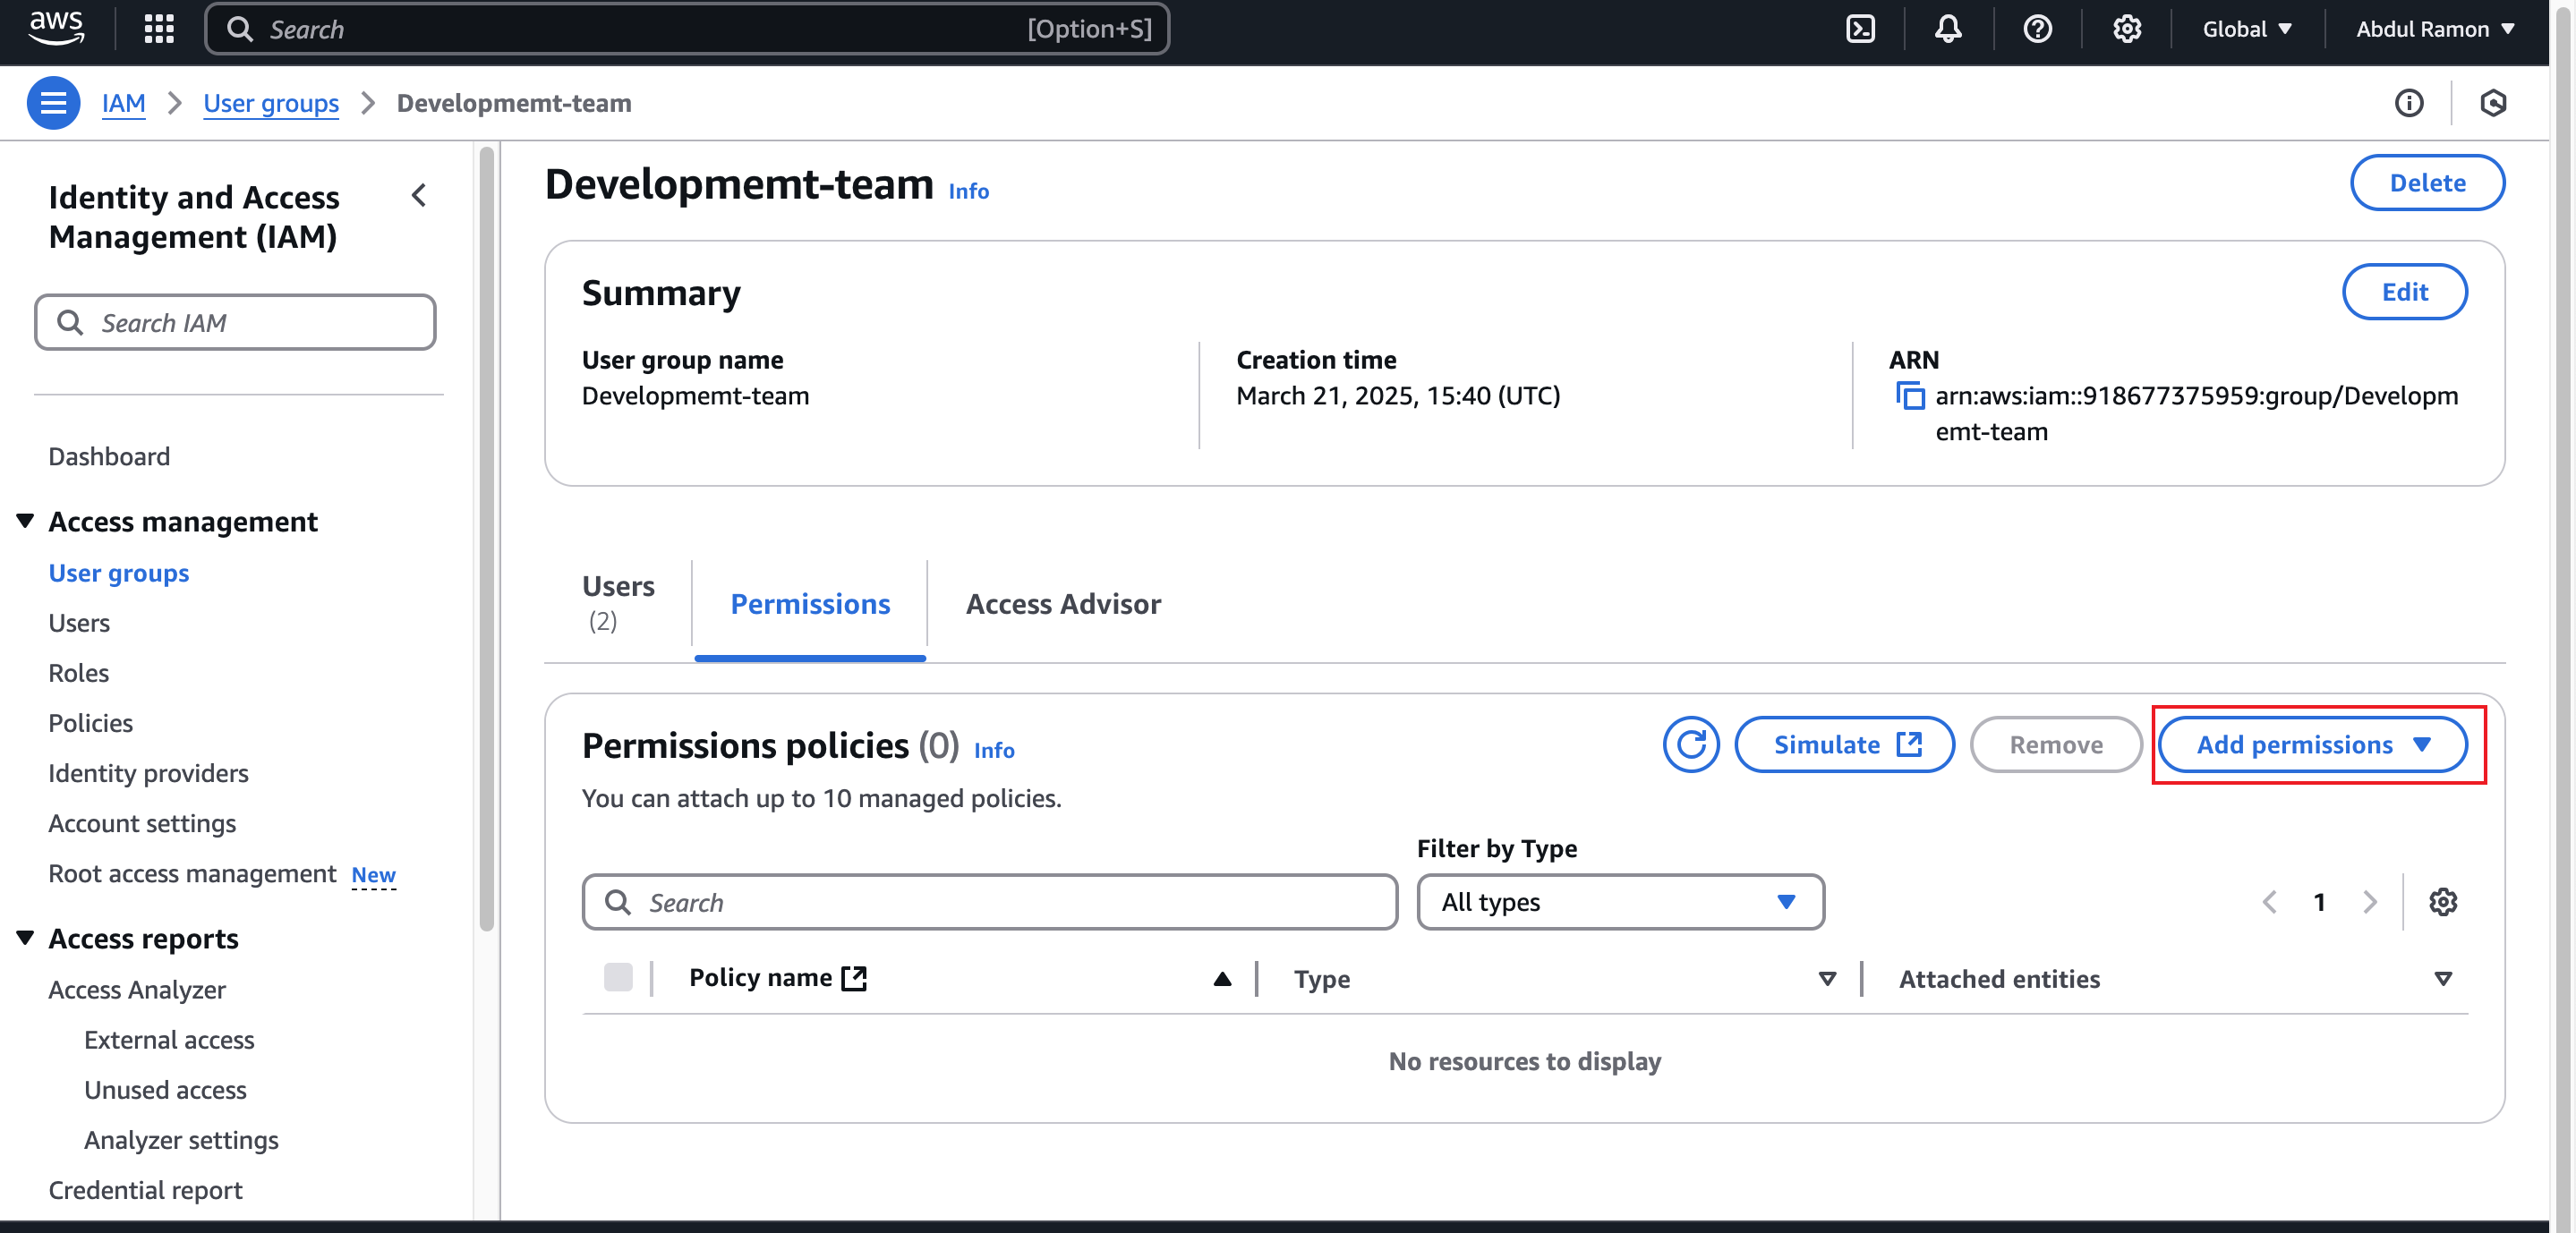 aws
Search
[Option+S]
Global
Abdul Ramon
IAM
User groups
Developmemt-team
Identity and Access
Management (IAM)
Search IAM
Dashboard
Access management
User groups
Users
Roles
Policies
Identity providers
Account settings
Root access management New
Access reports
Access Analyzer
External access
Unused access
Analyzer settings
Credential report
Developmemt-team Info
Delete
Summary
Edit
User group name
Developmemt-team
Creation time
March 21, 2025, 15:40 (UTC)
ARN
arn:aws:iam::918677375959:group/Developm
emt-team
Users
(2)
Permissions
Access Advisor
Permissions policies (0) Info
Simulate
Remove
Add permissions
You can attach up to 10 managed policies.
Filter by Type
Search
All types
1
Policy name
Type
Attached entities
No resources to display